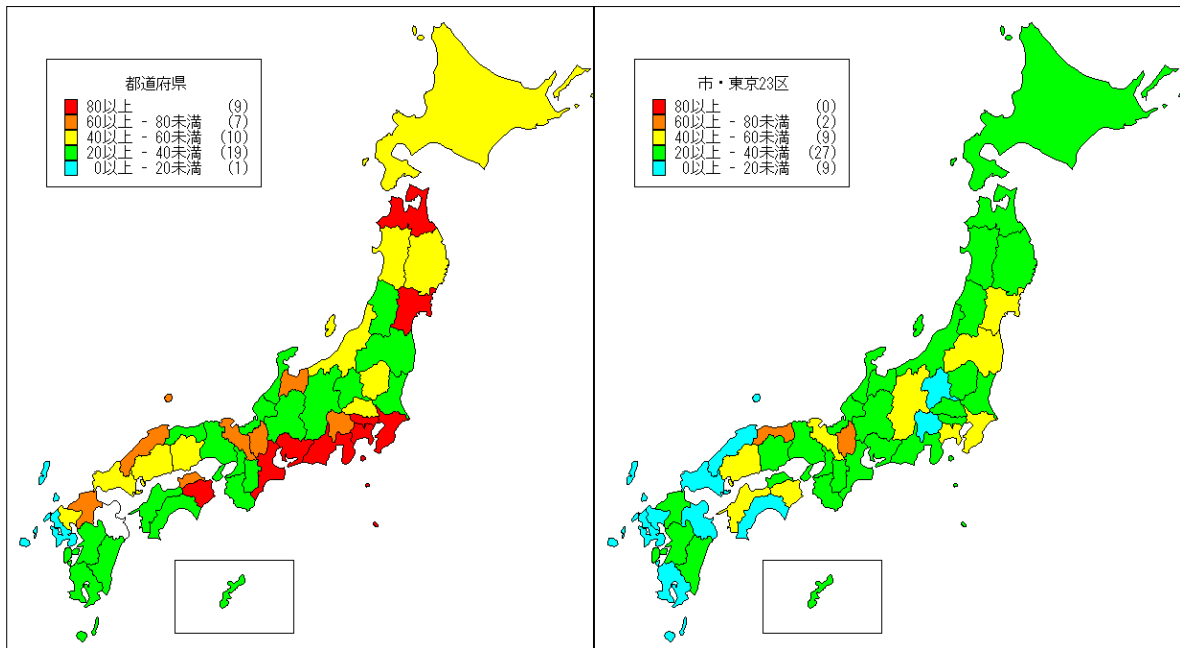 都道府県
80以上 (9)
60以上 - 80未満 (7)
40以上 - 60未満 (10)
20以上 - 40未満 (19)
0以上 - 20未満 (1)
市・東京23区
80以上 (0)
60以上 - 80未満 (2)
40以上 - 60未満 (9)
20以上 - 40未満 (27)
0以上 - 20未満 (9)